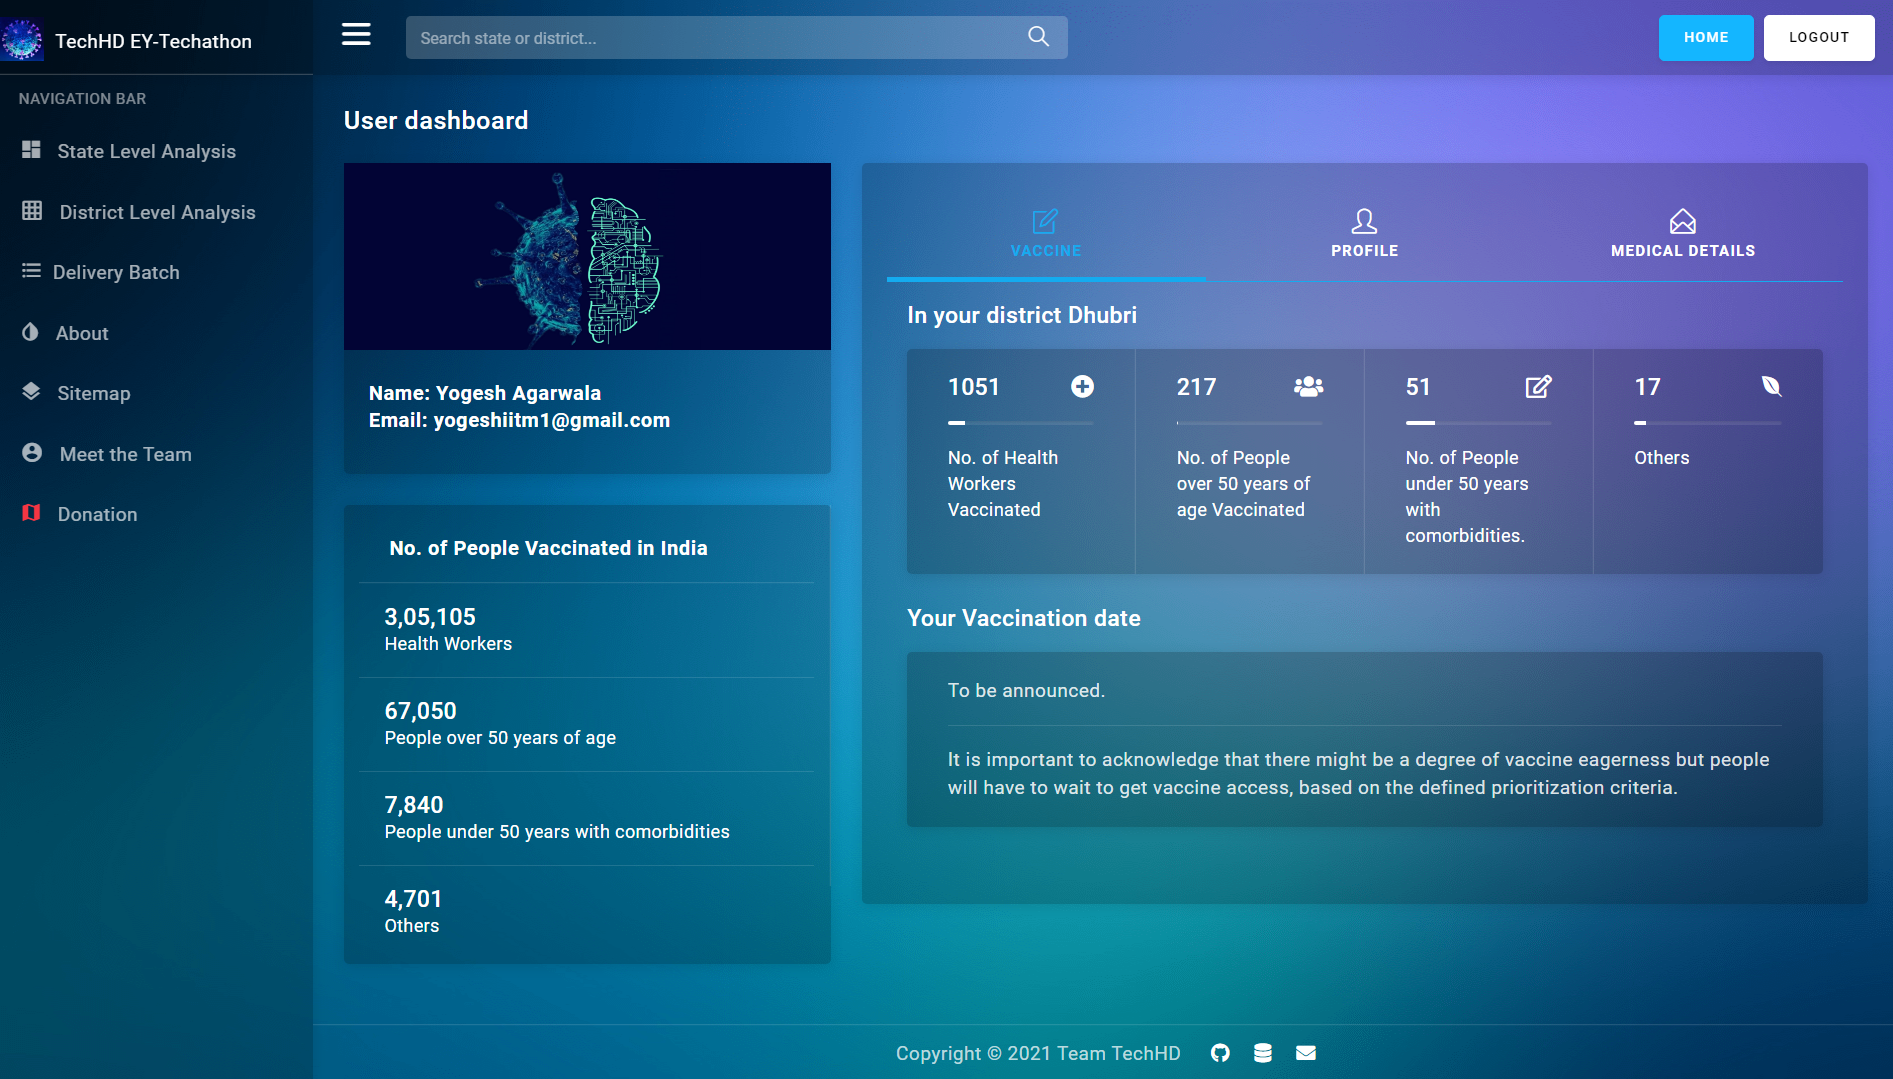 TechHD EY-Techathon
Search state or district...
HOME
LOGOUT
NAVIGATION BAR
State Level Analysis
District Level Analysis
Delivery Batch
About
Sitemap
Meet the Team
Donation
User dashboard
Name: Yogesh Agarwala
Email: yogeshiitm1@gmail.com
No. of People Vaccinated in India
3,05,105
Health Workers
67,050
People over 50 years of age
7,840
People under 50 years with comorbidities
4,701
Others
VACCINE
PROFILE
MEDICAL DETAILS
In your district Dhubri
1051
No. of Health
Workers
Vaccinated
217
No. of People
over 50 years of
age Vaccinated
51
No. of People
under 50 years
with
comorbidities.
17
Others
Your Vaccination date
To be announced.
It is important to acknowledge that there might be a degree of vaccine eagerness but people
will have to wait to get vaccine access, based on the defined prioritization criteria.
Copyright © 2021 Team TechHD